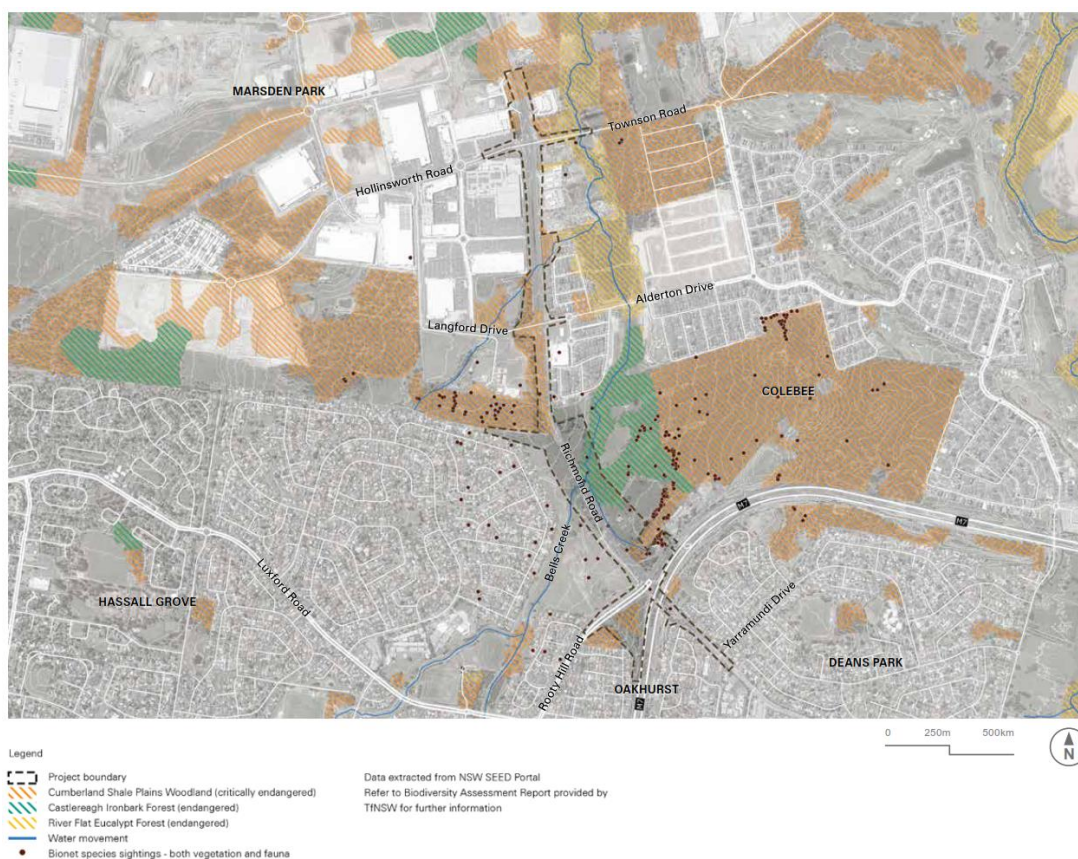 MARSDEN PARK
Townson Road
Hollinsworth Road
Alderton Drive
Langford Drive
COLEBEE
Richmond Road
M7
M7
Bells Creek
Luxford Road
HASSALL GROVE
Yarramundi Drive
DEANS PARK
Rooty Hill Road
OAKHURST
M7
0 250m 500km
N
Legend
Project boundary
Cumberland Shale Plains Woodland (critically endangered)
Castlereagh Ironbark Forest (endangered)
River Flat Eucalypt Forest (endangered)
Water movement
Bionet species sightings - both vegetation and fauna
Data extracted from NSW SEED Portal
Refer to Biodiversity Assessment Report provided by
TfNSW for further information